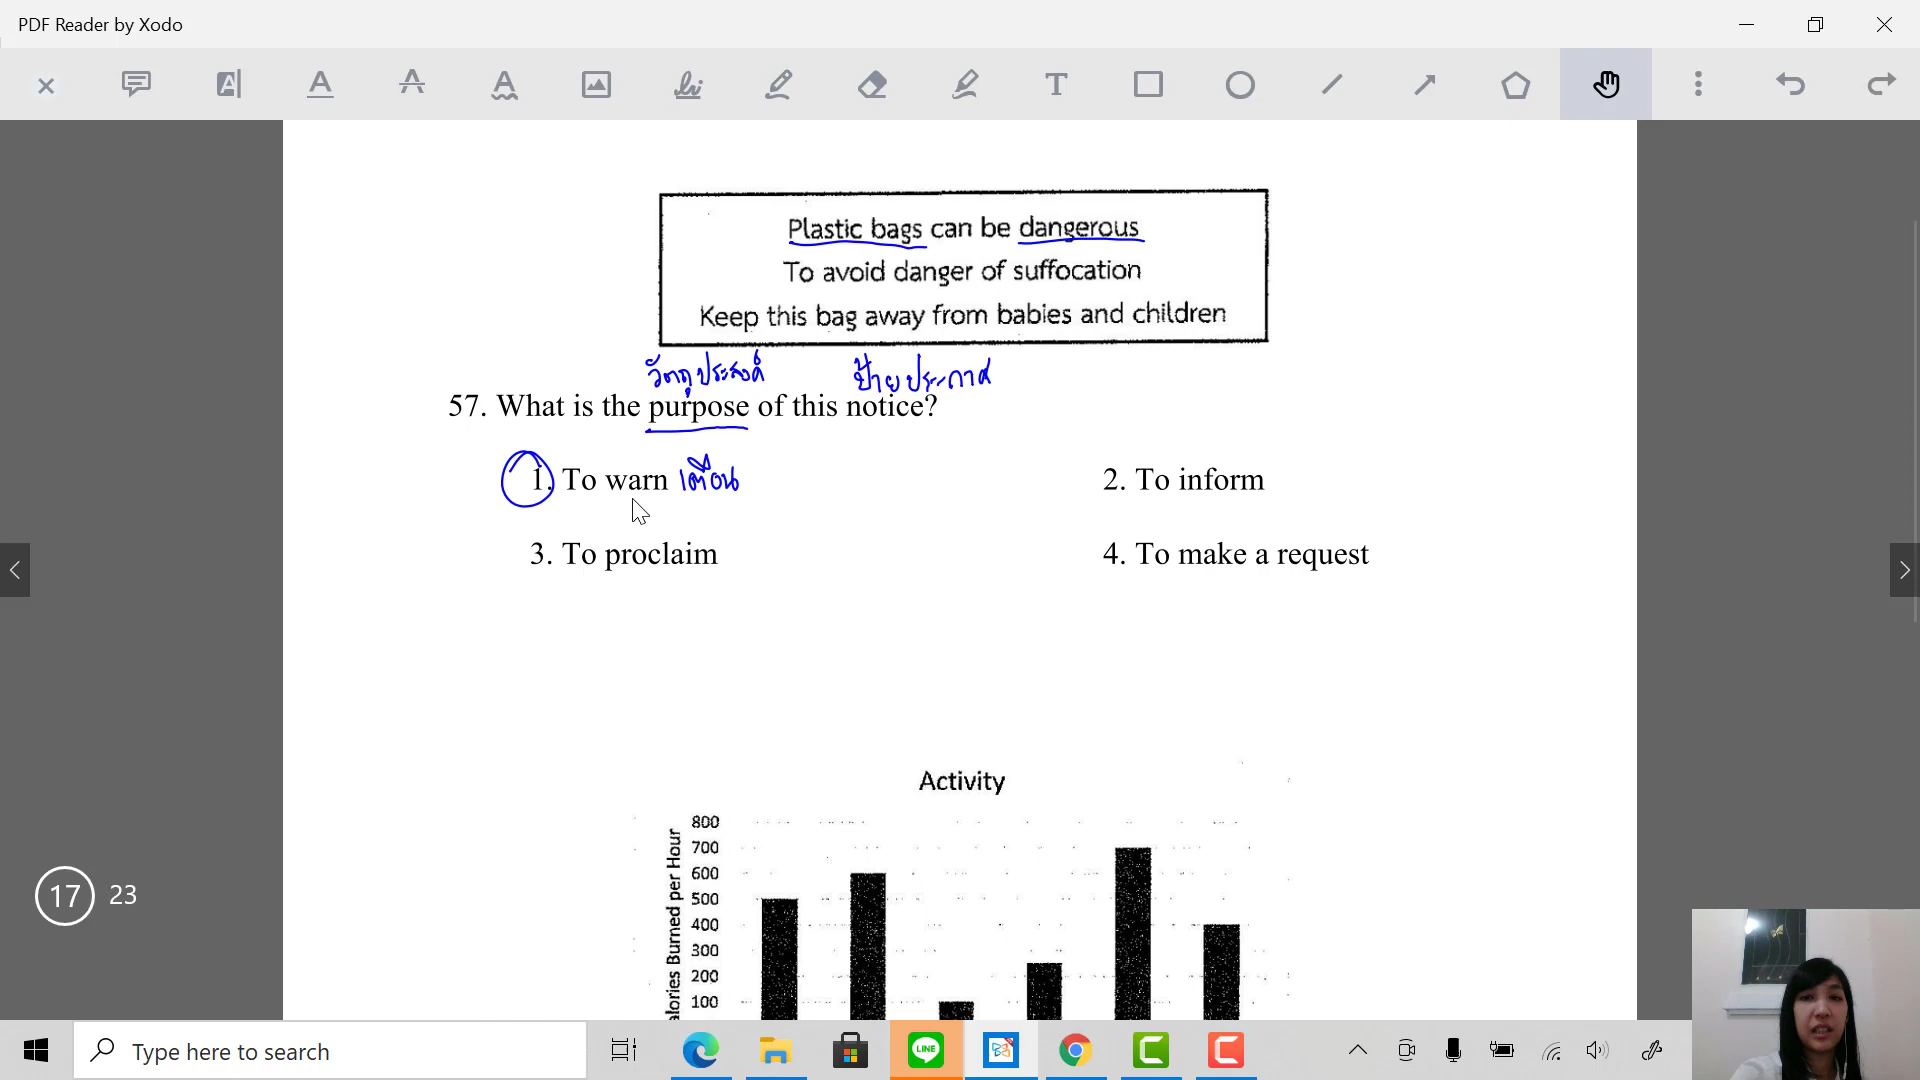 PDF Reader by Xodo
Plastic bags can be dangerous
To avoid danger of suffocation
Keep this bag away from babies and children
วัตถุประสงค์ ป้ายประกาศ
57. What is the purpose of this notice?
1. To warn เตือน
2. To inform
3. To proclaim
4. To make a request
Activity
800
700
600
500
400
300
200
100
alories Burned per Hour
17 23
Type here to search
LINE